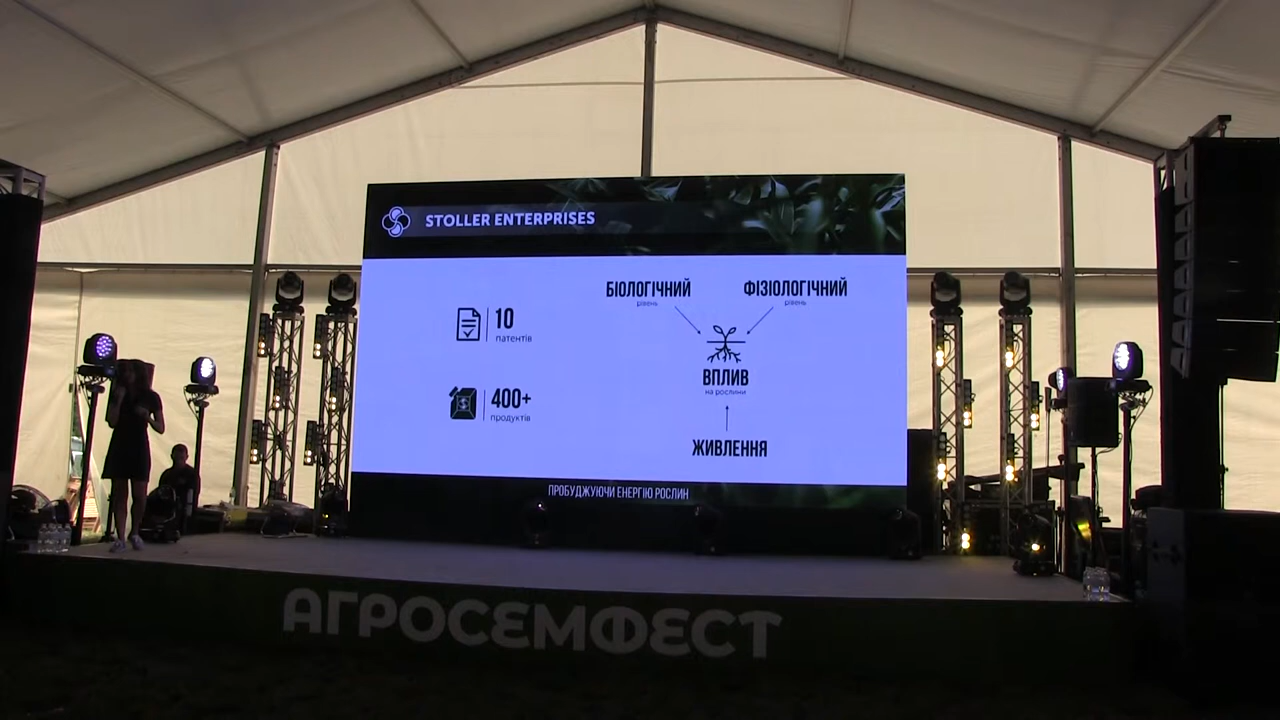 STOLLER ENTERPRISES
10
патентів
400+
продуктів
БІОЛОГІЧНИЙ
рівень
ФІЗІОЛОГІЧНИЙ
рівень
ВПЛИВ
на рослини
ЖИВЛЕННЯ
ПРОБУДЖУЮЧИ ЕНЕРГІЮ РОСЛИН
АГРОСЕМФЕСТ